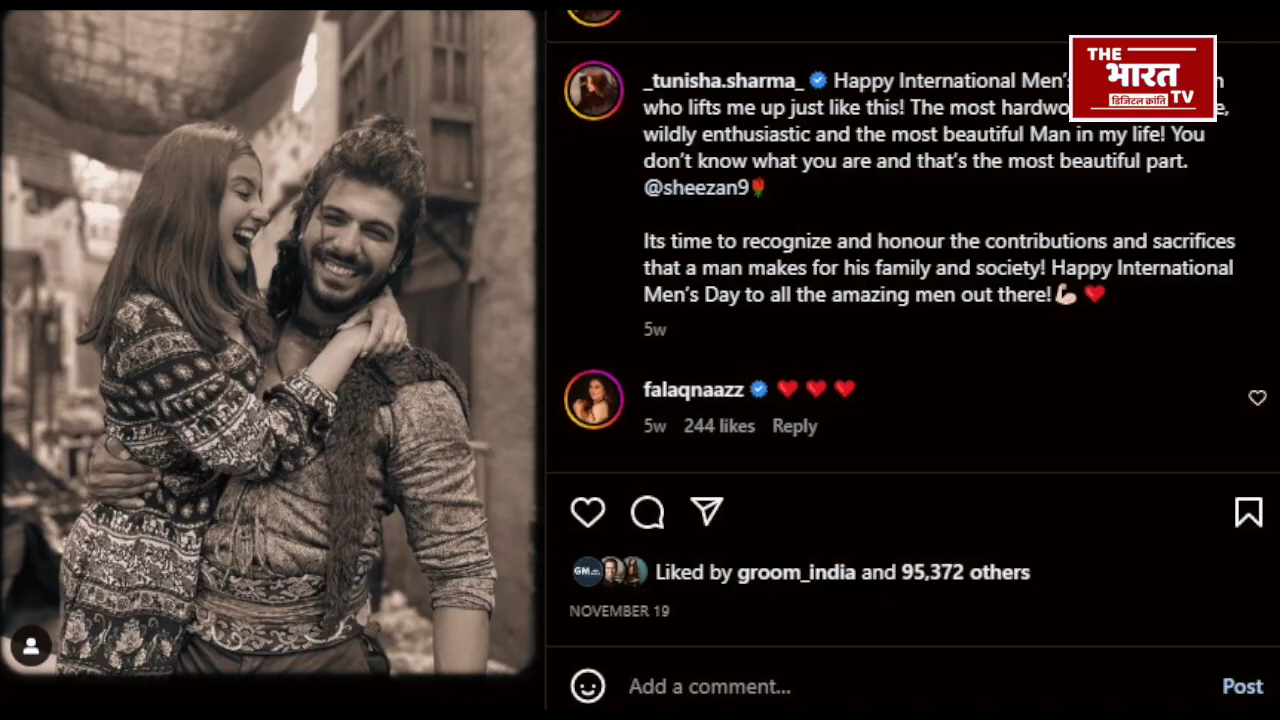 THE
भारत
डिजिटल क्रांति TV
_tunisha.sharma_ Happy International Men's
who lifts me up just like this! The most hardwo
wildly enthusiastic and the most beautiful Man in my life! You
don't know what you are and that's the most beautiful part.
@sheezan9🌹
Its time to recognize and honour the contributions and sacrifices
that a man makes for his family and society! Happy International
Men's Day to all the amazing men out there!💪🏻 ❤️
5w
falaqnaazz ❤️ ❤️ ❤️
5w 244 likes Reply
GM
Liked by groom_india and 95,372 others
NOVEMBER 19
Add a comment... Post